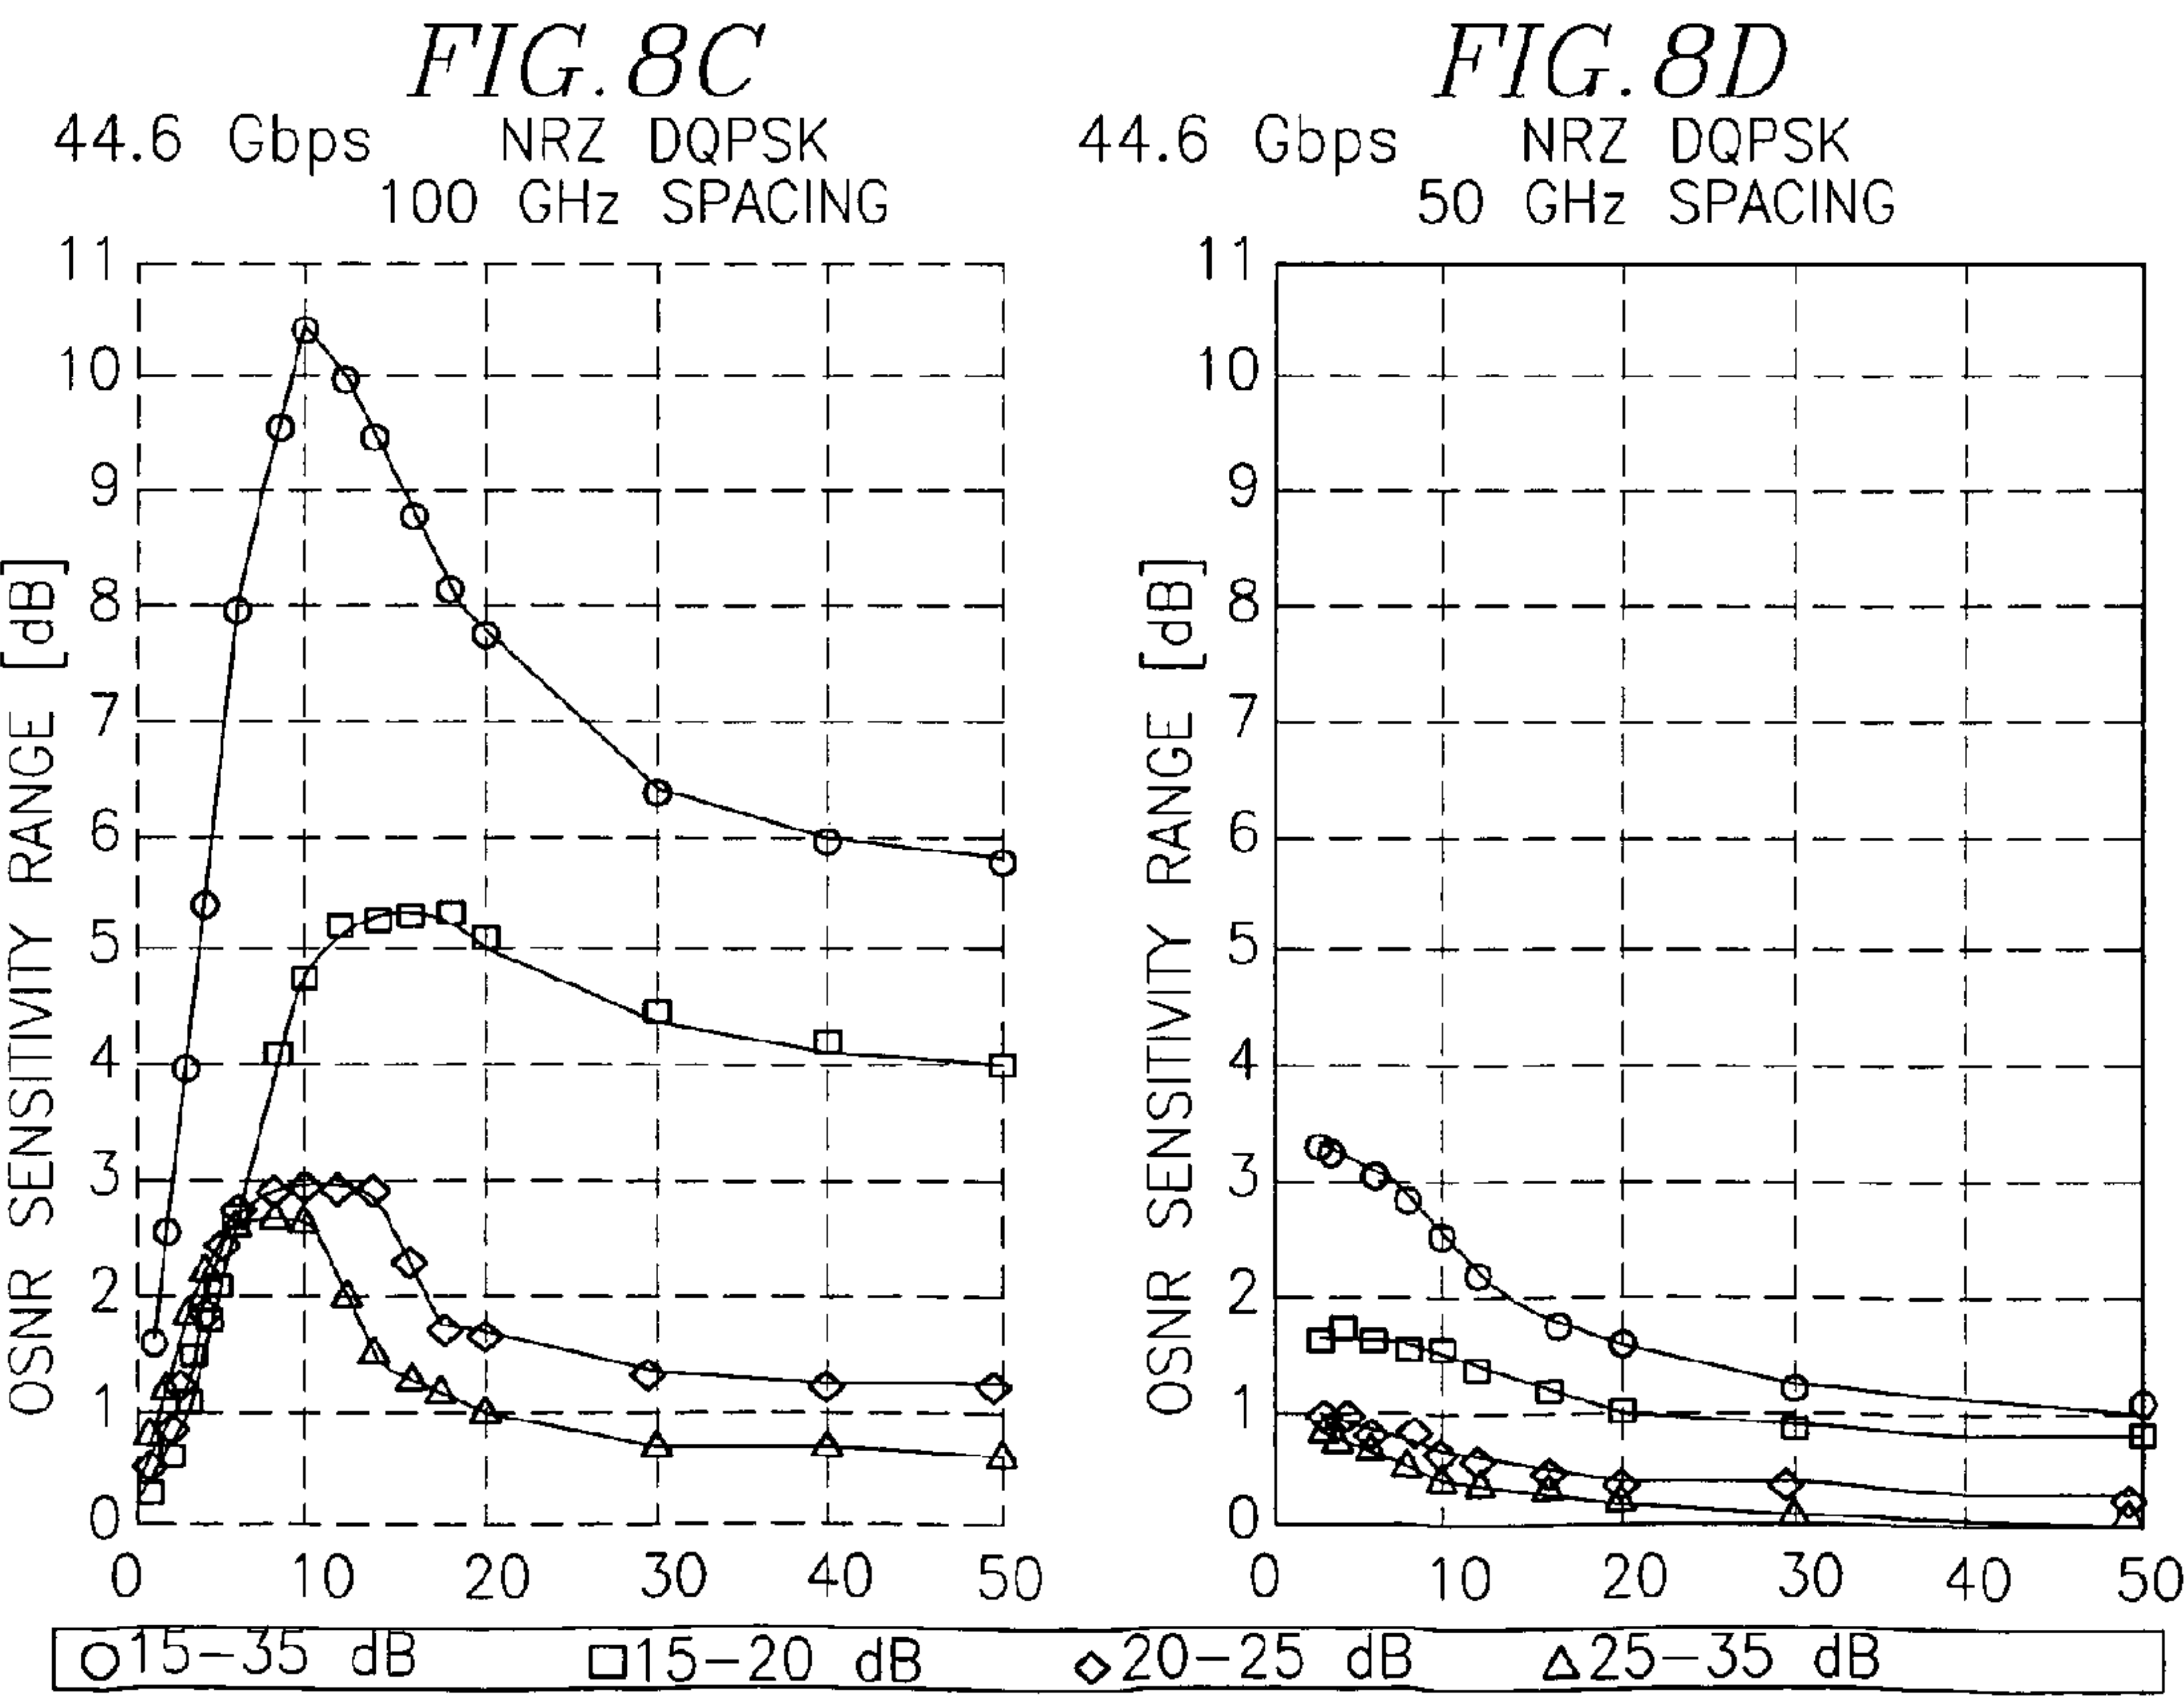 FIG. 8C
44.6 Gbps NRZ DQPSK
100 GHz SPACING
OSNR SENSITIVITY RANGE [dB]
11
10
9
8
7
6
5
4
3
2
1
0
0 10 20 30 40 50
FIG. 8D
44.6 Gbps NRZ DQPSK
50 GHz SPACING
OSNR SENSITIVITY RANGE [dB]
11
10
9
8
7
6
5
4
3
2
1
0
0 10 20 30 40 50
15-35 dB 15-20 dB 20-25 dB 25-35 dB